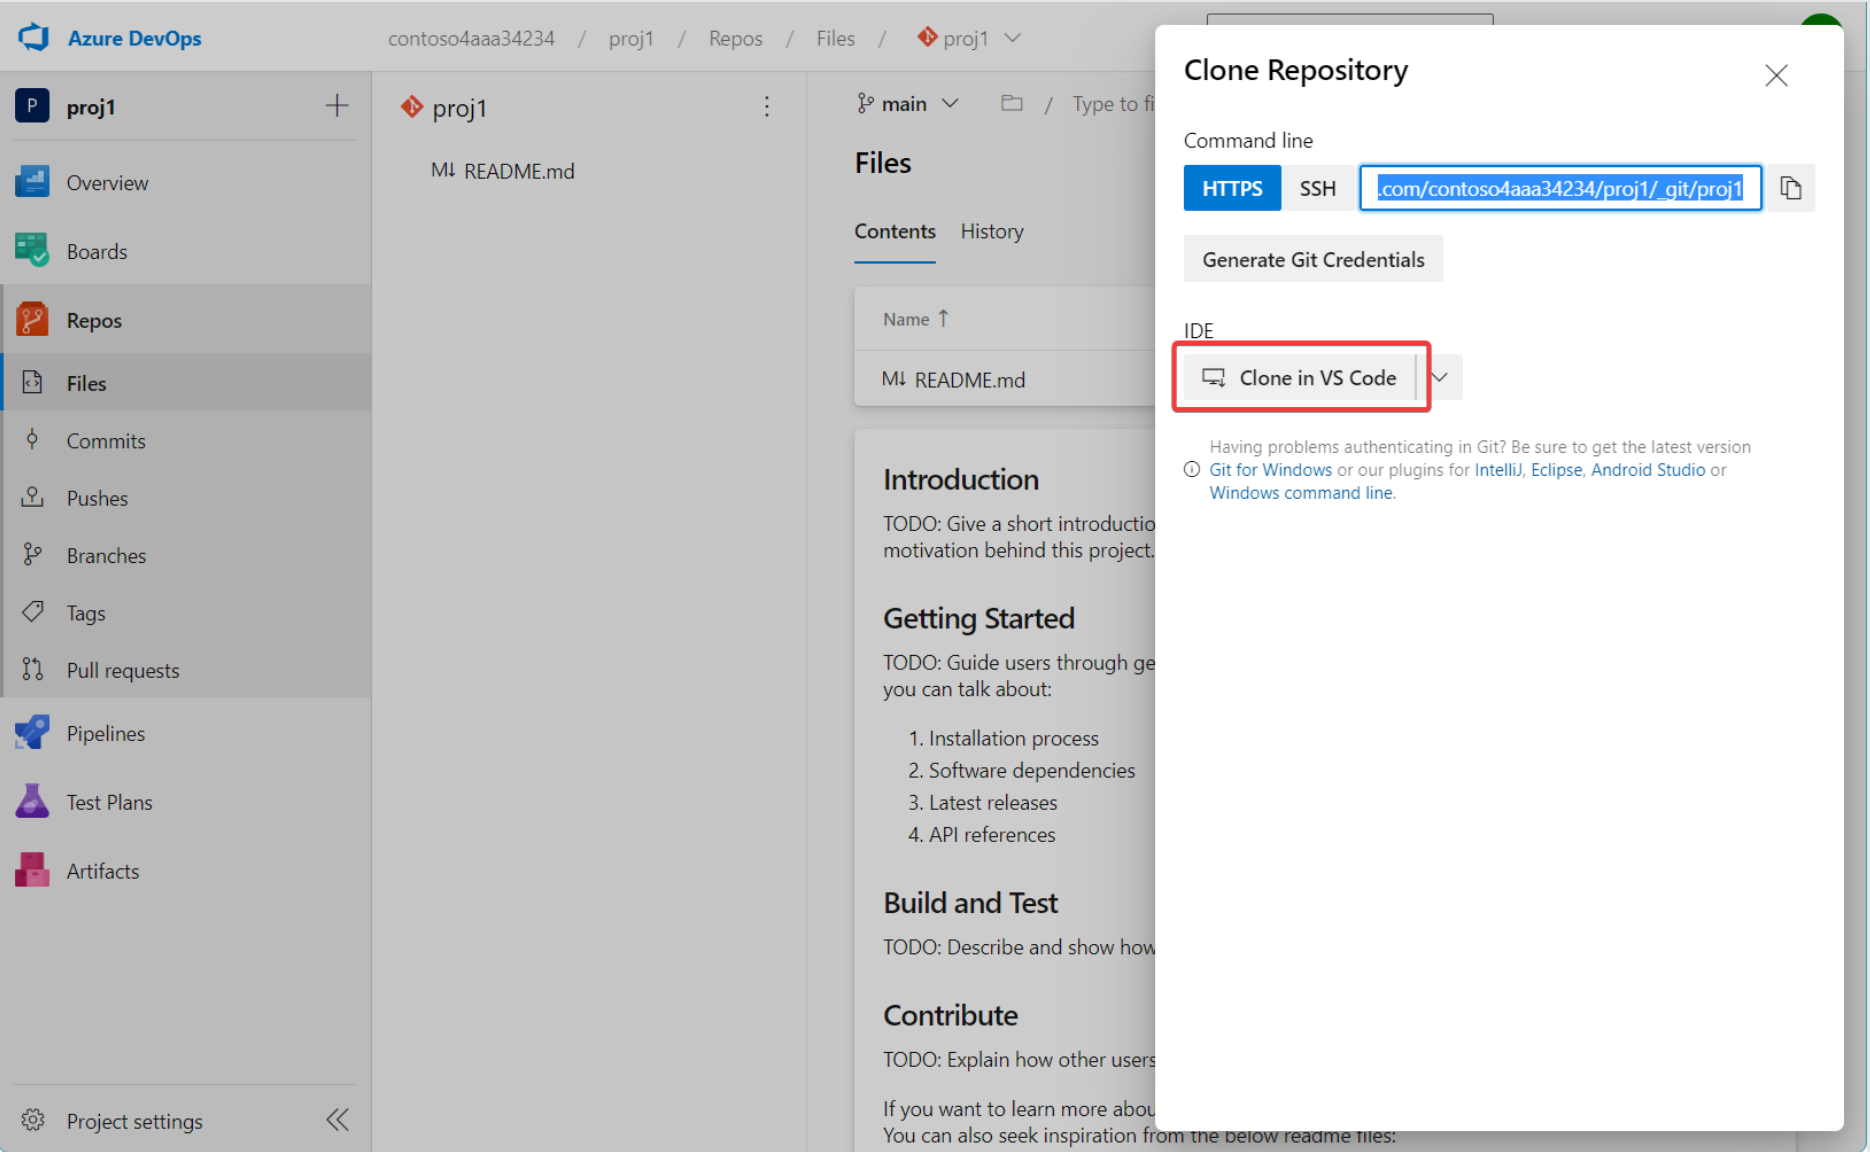 Azure DevOps
contoso4aaa34234 / proj1 / Repos / Files / proj1
P proj1
Overview
Boards
Repos
Files
Commits
Pushes
Branches
Tags
Pull requests
Pipelines
Test Plans
Artifacts
Project settings
proj1
README.md
main / Type to fi
Files
Contents History
Name ↑
README.md
Introduction
TODO: Give a short introductio
motivation behind this project.
Getting Started
TODO: Guide users through ge
you can talk about:
1. Installation process
2. Software dependencies
3. Latest releases
4. API references
Build and Test
TODO: Describe and show how
Contribute
TODO: Explain how other users
If you want to learn more abou
You can also seek inspiration from the below readme files:
Clone Repository
Command line
HTTPS SSH .com/contoso4aaa34234/proj1/_git/proj1
Generate Git Credentials
IDE
Clone in VS Code
Having problems authenticating in Git? Be sure to get the latest version
Git for Windows or our plugins for IntelliJ, Eclipse, Android Studio or
Windows command line.